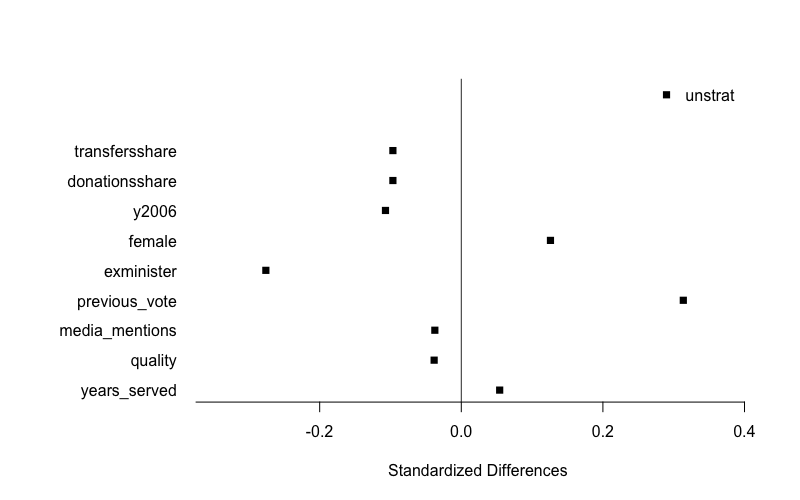 unstrat
transfersshare
donationsshare
y2006
female
exminister
previous_vote
media_mentions
quality
years_served
-0.2 0.0 0.2 0.4
Standardized Differences